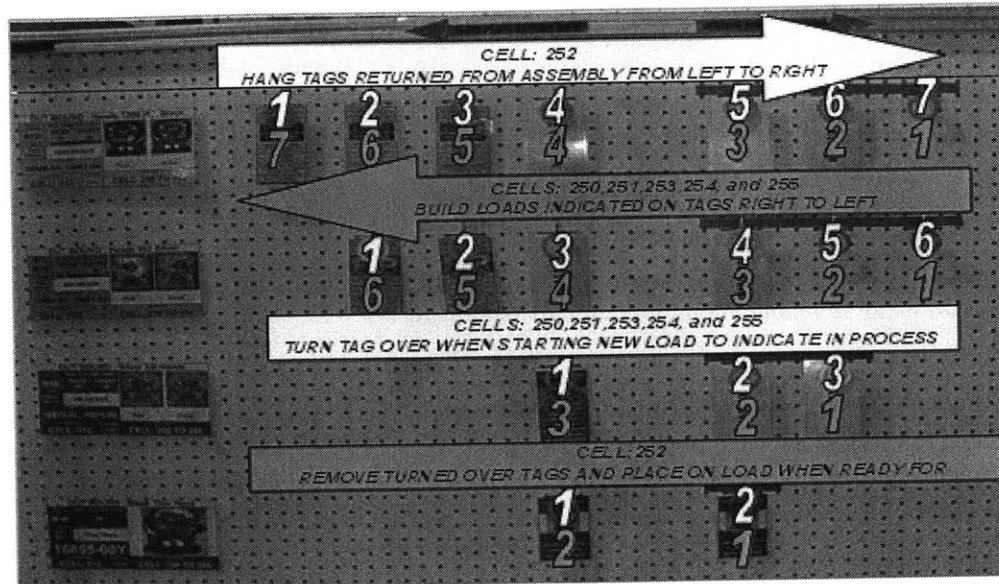 CELL: 252
HANG TAGS RETURNED FROM ASSEMBLY FROM LEFT TO RIGHT
1 2 3 4 5 6 7
7 6 5 4 3 2 1
CELLS: 250,251,253,254, and 255
BUILD LOADS INDICATED ON TAGS RIGHT TO LEFT
1 2 3 4 5 6
6 5 4 3 2 1
CELLS: 250,251,253,254, and 255
TURN TAG OVER WHEN STARTING NEW LOAD TO INDICATE IN PROCESS
1 2 3
3 2 1
CELL:252
REMOVE TURNED OVER TAGS AND PLACE ON LOAD WHEN READY FOR
1 2
2 1